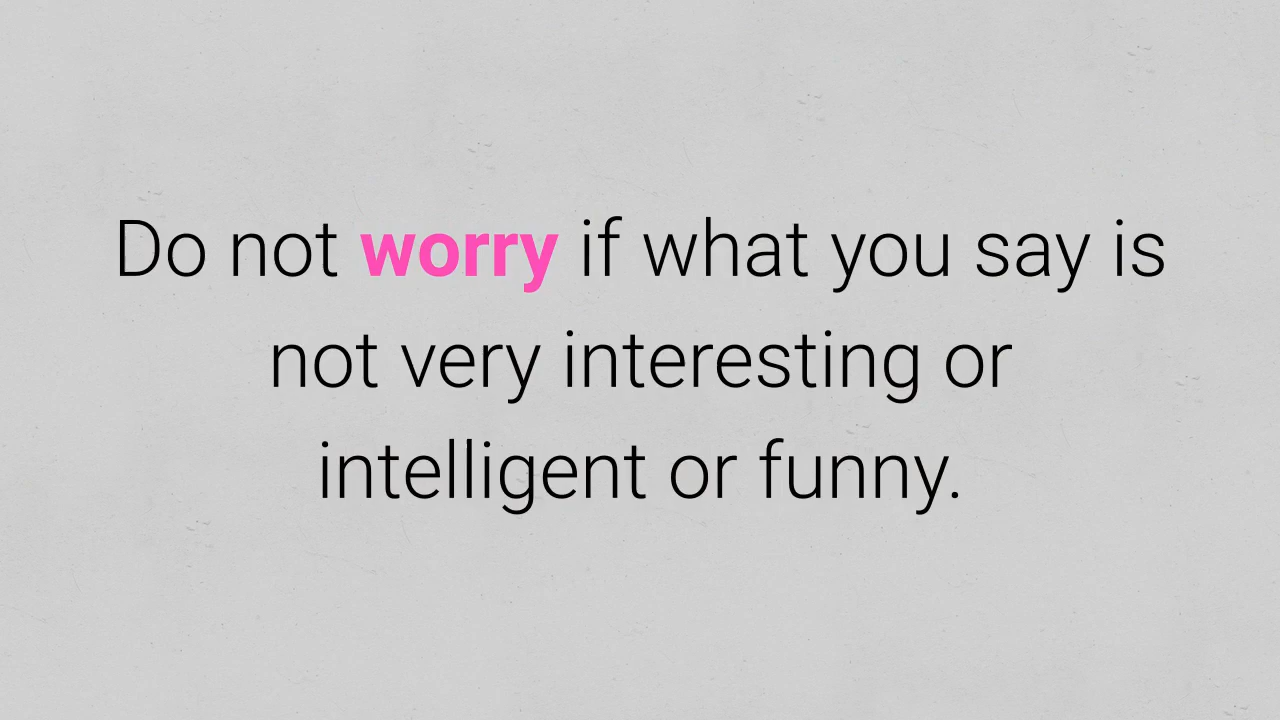 Do not worry if what you say is
not very interesting or
intelligent or funny.